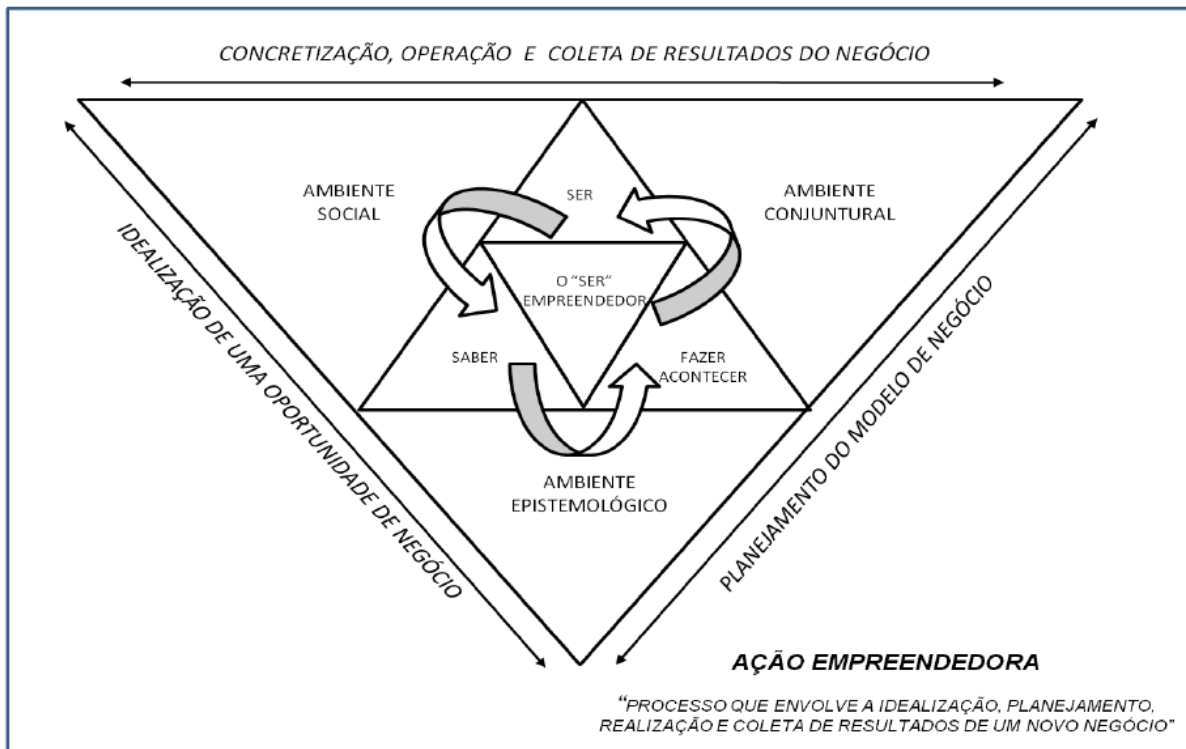 CONCRETIZAÇÃO, OPERAÇÃO E COLETA DE RESULTADOS DO NEGÓCIO
AMBIENTE
SOCIAL
SER
AMBIENTE
CONJUNTURAL
IDEALIZAÇÃO DE UMA OPORTUNIDADE DE NEGÓCIO
O "SER"
EMPREENDEDOR
SABER
FAZER
ACONTECER
AMBIENTE
EPISTEMOLÓGICO
PLANEJAMENTO DO MODELO DE NEGÓCIO
AÇÃO EMPREENDEDORA
“PROCESSO QUE ENVOLVE A IDEALIZAÇÃO, PLANEJAMENTO,
REALIZAÇÃO E COLETA DE RESULTADOS DE UM NOVO NEGÓCIO”